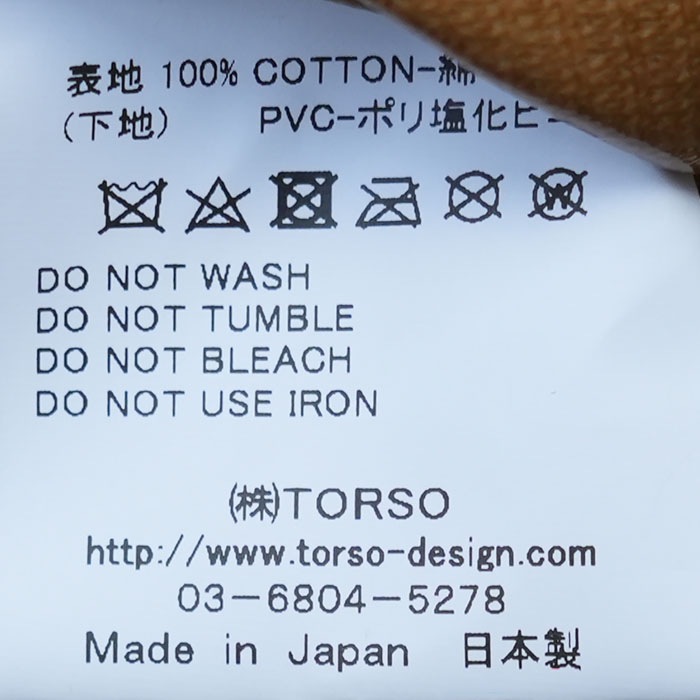 表地 100% COTTON-綿
(下地) PVC-ポリ塩化ビ
W
DO NOT WASH
DO NOT TUMBLE
DO NOT BLEACH
DO NOT USE IRON
㈱TORSO
http://www.torso-design.com
03-6804-5278
Made in Japan 日本製